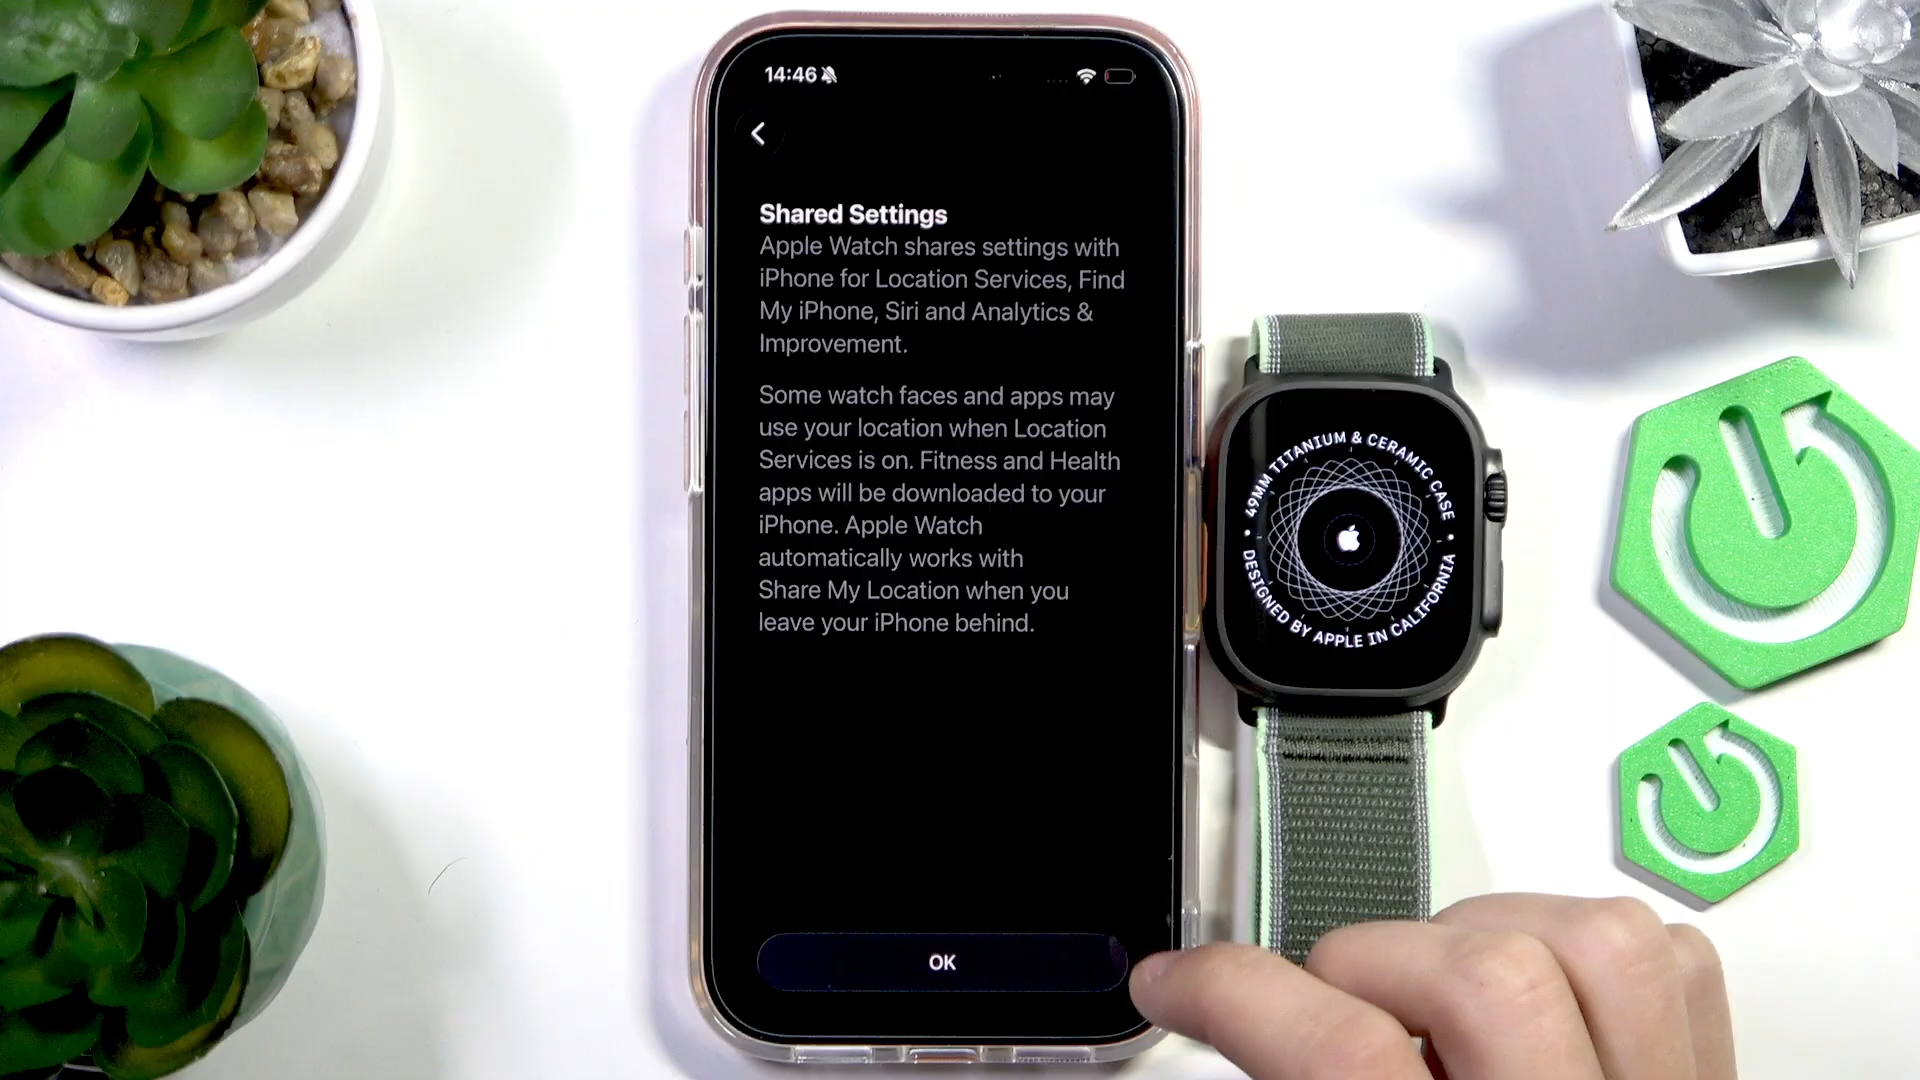 14:46
Shared Settings
Apple Watch shares settings with
iPhone for Location Services, Find
My iPhone, Siri and Analytics &
Improvement.
Some watch faces and apps may
use your location when Location
Services is on. Fitness and Health
apps will be downloaded to your
iPhone. Apple Watch
automatically works with
Share My Location when you
leave your iPhone behind.
OK
49MM TITANIUM & CERAMIC CASE
DESIGNED BY APPLE IN CALIFORNIA